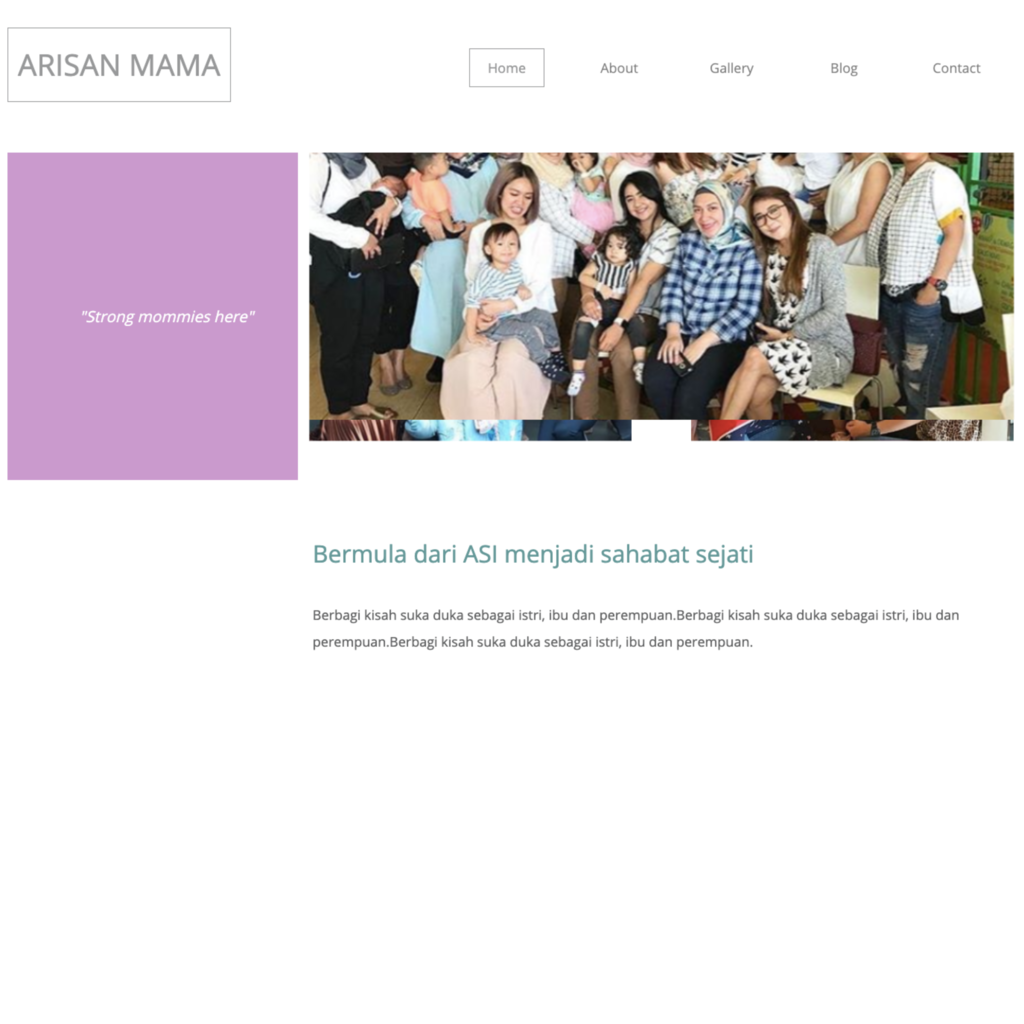 ARISAN MAMA
Home
About
Gallery
Blog
Contact
"Strong mommies here"
Bermula dari ASI menjadi sahabat sejati
Berbagi kisah suka duka sebagai istri, ibu dan perempuan.Berbagi kisah suka duka sebagai istri, ibu dan
perempuan.Berbagi kisah suka duka sebagai istri, ibu dan perempuan.